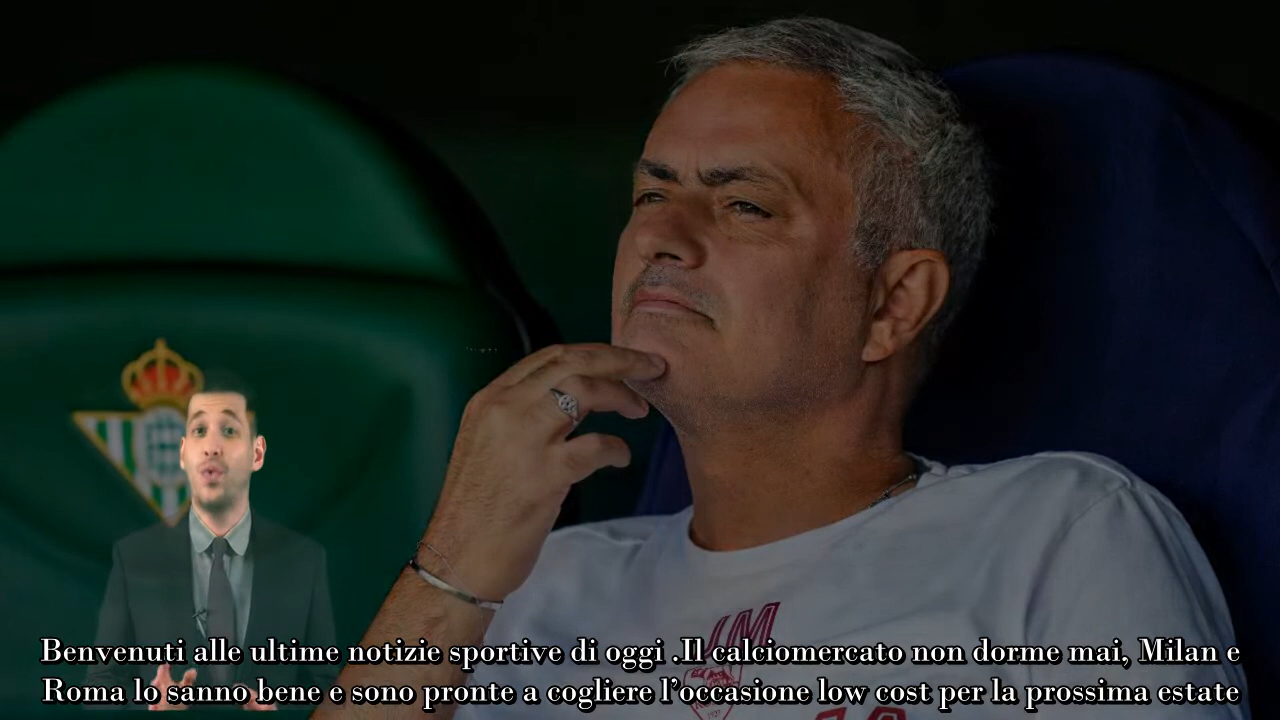 JM
Benvenuti alle ultime notizie sportive di oggi .Il calciomercato non dorme mai, Milan e
Roma lo sanno bene e sono pronte a cogliere l'occasione low cost per la prossima estate